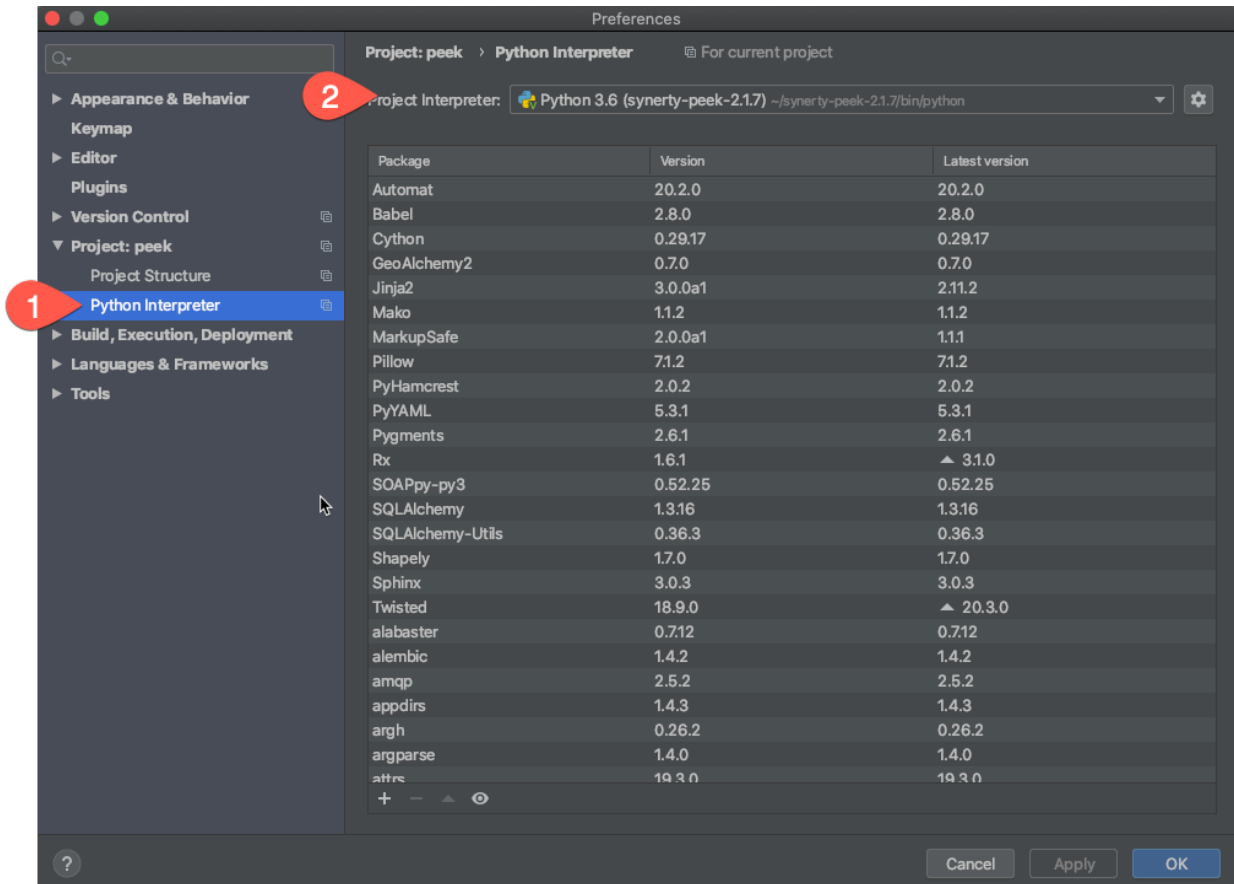 Preferences
Project: peek › Python Interpreter For current project
2 Project Interpreter: Python 3.6 (synerty-peek-2.1.7) ~/synerty-peek-2.1.7/bin/python
Appearance & Behavior
Keymap
Editor
Plugins
Version Control
Project: peek
Project Structure
1 Python Interpreter
Build, Execution, Deployment
Languages & Frameworks
Tools
Package Version Latest version
Automat 20.2.0 20.2.0
Babel 2.8.0 2.8.0
Cython 0.29.17 0.29.17
GeoAlchemy2 0.7.0 0.7.0
Jinja2 3.0.0a1 2.11.2
Mako 1.1.2 1.1.2
MarkupSafe 2.0.0a1 1.1.1
Pillow 7.1.2 7.1.2
PyHamcrest 2.0.2 2.0.2
PyYAML 5.3.1 5.3.1
Pygments 2.6.1 2.6.1
Rx 1.6.1 ▲ 3.1.0
SOAPpy-py3 0.52.25 0.52.25
SQLAlchemy 1.3.16 1.3.16
SQLAlchemy-Utils 0.36.3 0.36.3
Shapely 1.7.0 1.7.0
Sphinx 3.0.3 3.0.3
Twisted 18.9.0 ▲ 20.3.0
alabaster 0.7.12 0.7.12
alembic 1.4.2 1.4.2
amqp 2.5.2 2.5.2
appdirs 1.4.3 1.4.3
argh 0.26.2 0.26.2
argparse 1.4.0 1.4.0
attrs 19.3.0 19.3.0
? Cancel Apply OK